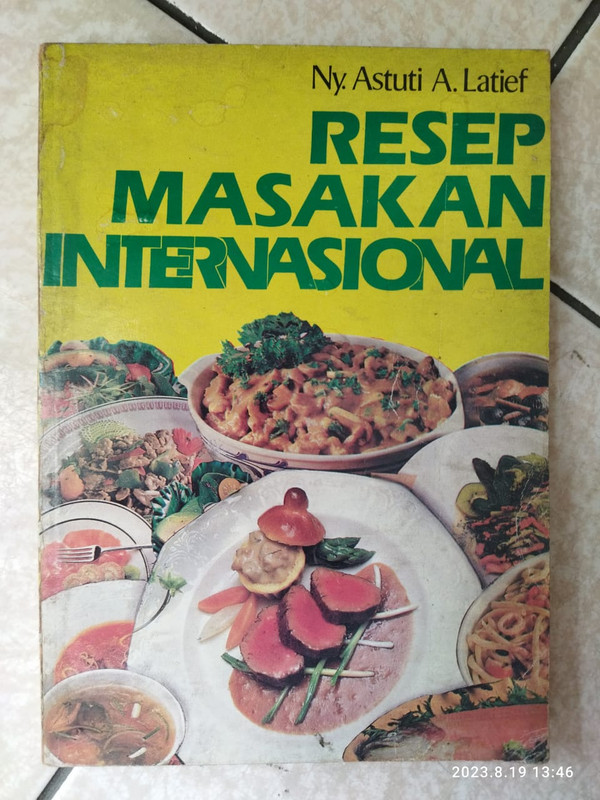 Ny. Astuti A. Latief
RESEP
MASAKAN
INTERNASIONAL
2023.8.19 13:46